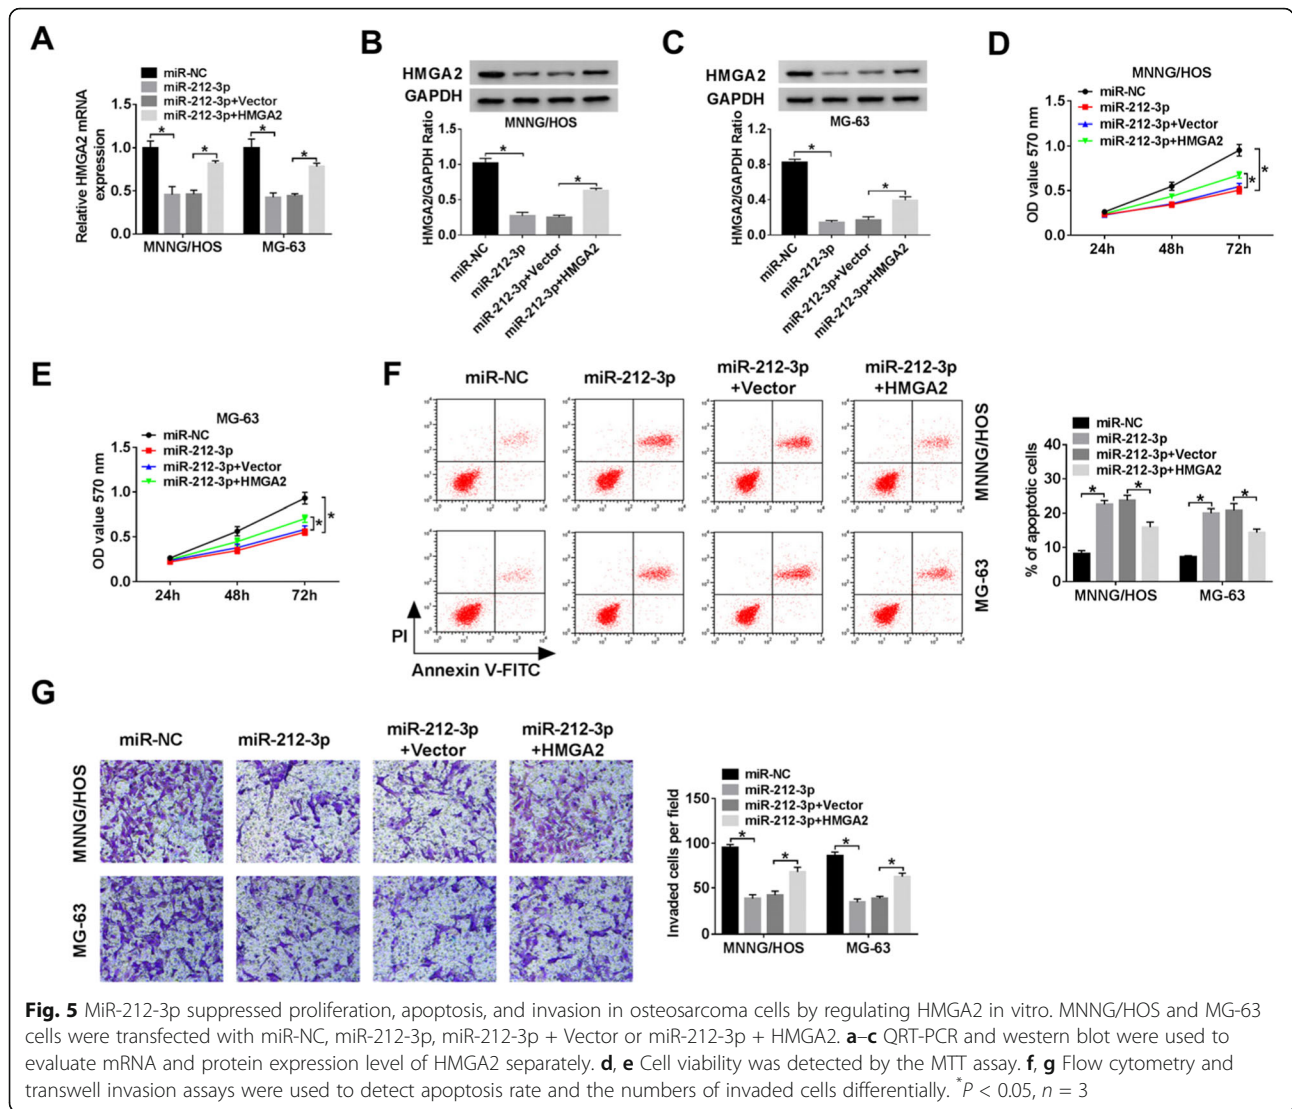 A
miR-NC
miR-212-3p
miR-212-3p+Vector
miR-212-3p+HMGA2
Relative HMGA2 mRNA
expression
1.5
1.0
0.5
0.0
* * * *
MNNG/HOS MG-63
B
HMGA2
GAPDH
MNNG/HOS
HMGA2/GAPDH Ratio
1.5
1.0
0.5
0.0
* *
miR-NC
miR-212-3p
miR-212-3p+Vector
miR-212-3p+HMGA2
C
HMGA2
GAPDH
MG-63
HMGA2/GAPDH Ratio
1.2
0.8
0.4
0.0
* *
miR-NC
miR-212-3p
miR-212-3p+Vector
miR-212-3p+HMGA2
D
MNNG/HOS
miR-NC
miR-212-3p
miR-212-3p+Vector
miR-212-3p+HMGA2
OD value 570 nm
1.5
1.0
0.5
0.0
* *
24h 48h 72h
E
MG-63
miR-NC
miR-212-3p
miR-212-3p+Vector
miR-212-3p+HMGA2
OD value 570 nm
1.5
1.0
0.5
0.0
* *
24h 48h 72h
F
miR-NC miR-212-3p miR-212-3p
+Vector
miR-212-3p
+HMGA2
MNNG/HOS
MG-63
PI
Annexin V-FITC
miR-NC
miR-212-3p
miR-212-3p+Vector
miR-212-3p+HMGA2
% of apoptotic cells
40
30
20
10
0
* * * *
MNNG/HOS MG-63
G
miR-NC miR-212-3p miR-212-3p
+Vector
miR-212-3p
+HMGA2
MNNG/HOS
MG-63
miR-NC
miR-212-3p
miR-212-3p+Vector
miR-212-3p+HMGA2
Invaded cells per field
150
100
50
0
* * * *
MNNG/HOS MG-63
Fig. 5 MiR-212-3p suppressed proliferation, apoptosis, and invasion in osteosarcoma cells by regulating HMGA2 in vitro. MNNG/HOS and MG-63
cells were transfected with miR-NC, miR-212-3p, miR-212-3p + Vector or miR-212-3p + HMGA2. a–c QRT-PCR and western blot were used to
evaluate mRNA and protein expression level of HMGA2 separately. d, e Cell viability was detected by the MTT assay. f, g Flow cytometry and
transwell invasion assays were used to detect apoptosis rate and the numbers of invaded cells differentially. *P < 0.05, n = 3